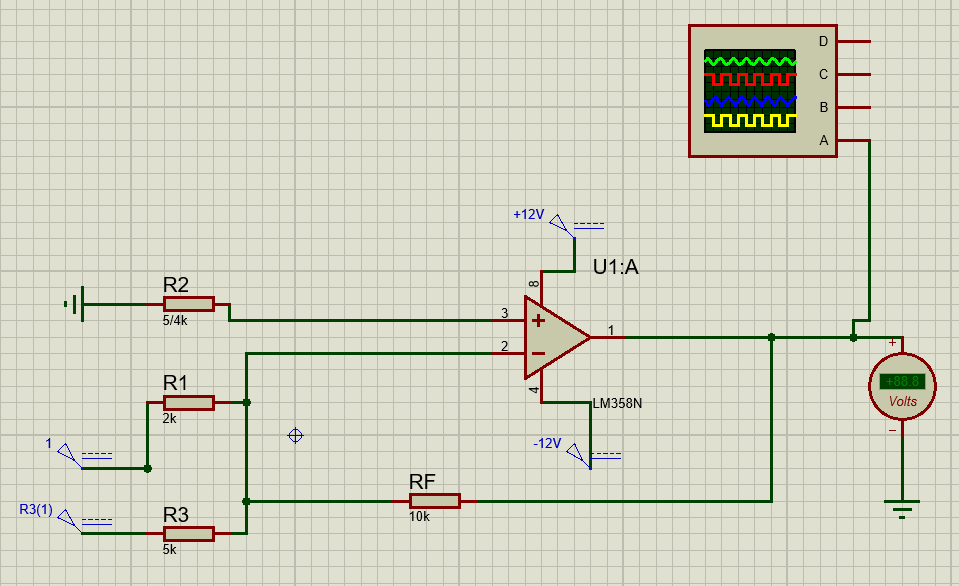 D
C
B
A
+12V
U1:A
8
R2
5/4k
3
1
2
+
+88.8
Volts
−
4
LM358N
R1
2k
1
-12V
RF
10k
R3(1)
R3
5k